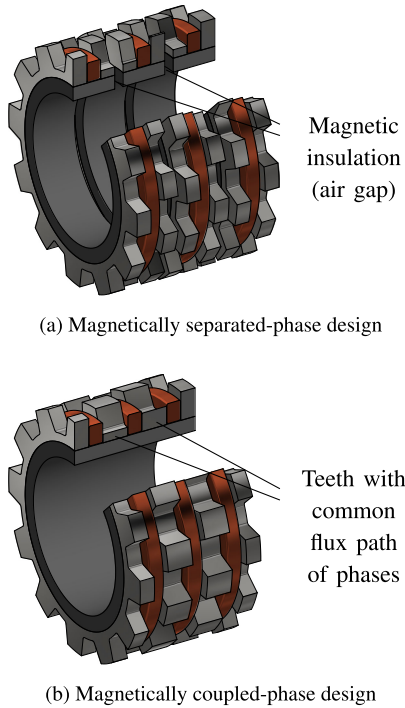 Magnetic
insulation
(air gap)
(a) Magnetically separated-phase design
Teeth with
common
flux path
of phases
(b) Magnetically coupled-phase design